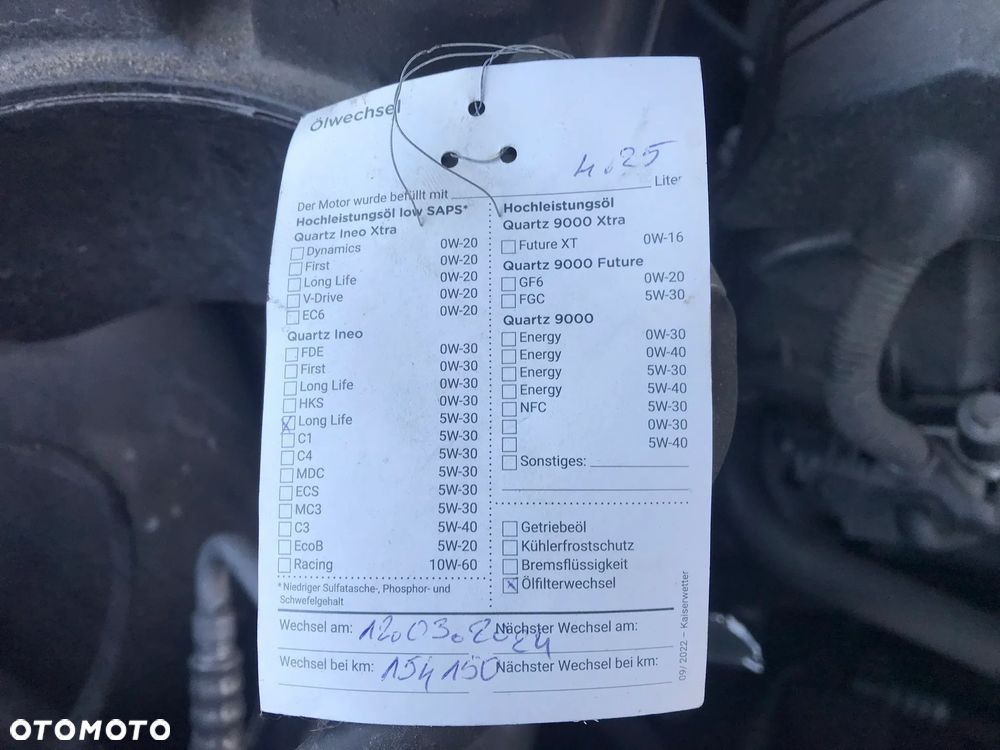 Ölwechsel
4.25
Der Motor wurde befüllt mit Liter
Hochleistungsöl low SAPS*
Quartz Ineo Xtra
Dynamics 0W-20
First 0W-20
Long Life 0W-20
V-Drive 0W-20
EC6 0W-20
Quartz Ineo
FDE 0W-30
First 0W-30
Long Life 0W-30
HKS 0W-30
Long Life 5W-30
C1 5W-30
C4 5W-30
MDC 5W-30
ECS 5W-30
MC3 5W-30
C3 5W-40
EcoB 5W-20
Racing 10W-60
* Niedriger Sulfatasche-, Phosphor- und
Schwefelgehalt
Hochleistungsöl
Quartz 9000 Xtra
Future XT 0W-16
Quartz 9000 Future
GF6 0W-20
FGC 5W-30
Quartz 9000
Energy 0W-30
Energy 0W-40
Energy 5W-30
Energy 5W-40
NFC 5W-30
0W-30
5W-40
Sonstiges:
Getriebeöl
Kühlerfrostschutz
Bremsflüssigkeit
Ölfilterwechsel
Wechsel am: 12.03.2024 Nächster Wechsel am:
Wechsel bei km: 154150 Nächster Wechsel bei km:
09/2022 – Kaiserwetter
OTOMOTO